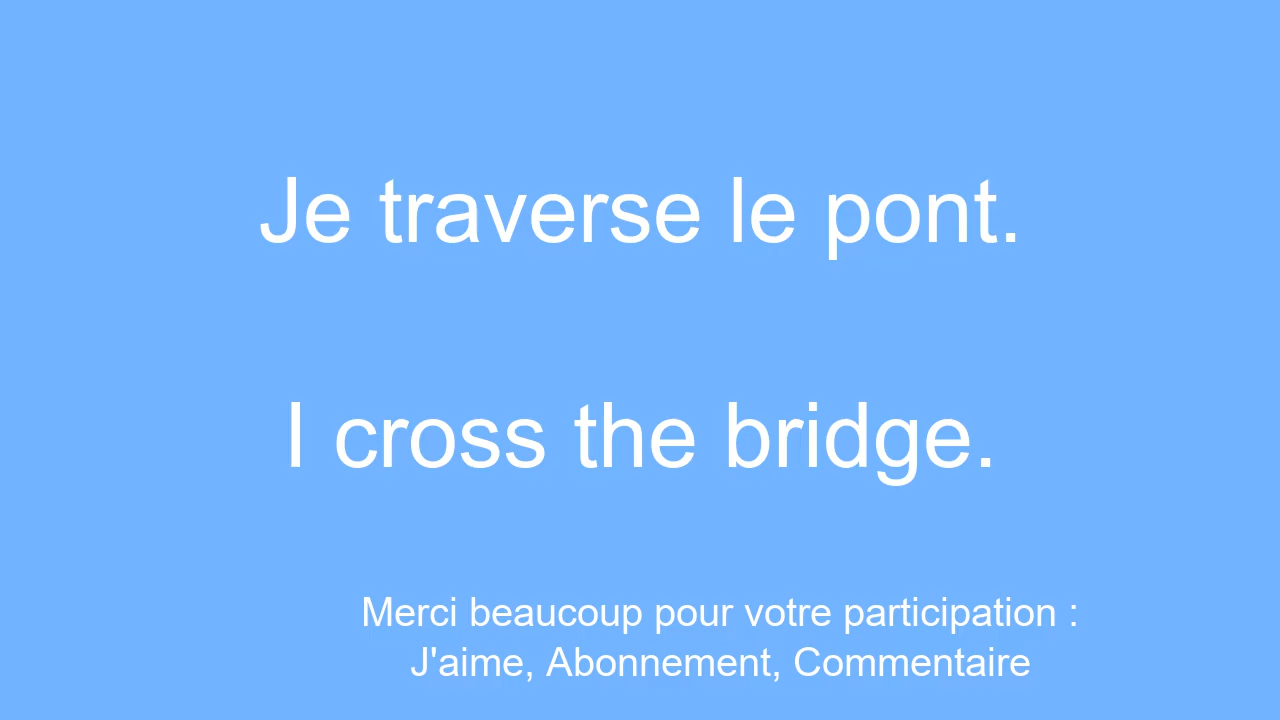 Je traverse le pont.
I cross the bridge.
Merci beaucoup pour votre participation :
J'aime, Abonnement, Commentaire